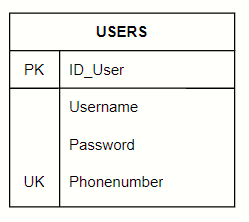 USERS
PK ID_User
Username
Password
UK Phonenumber